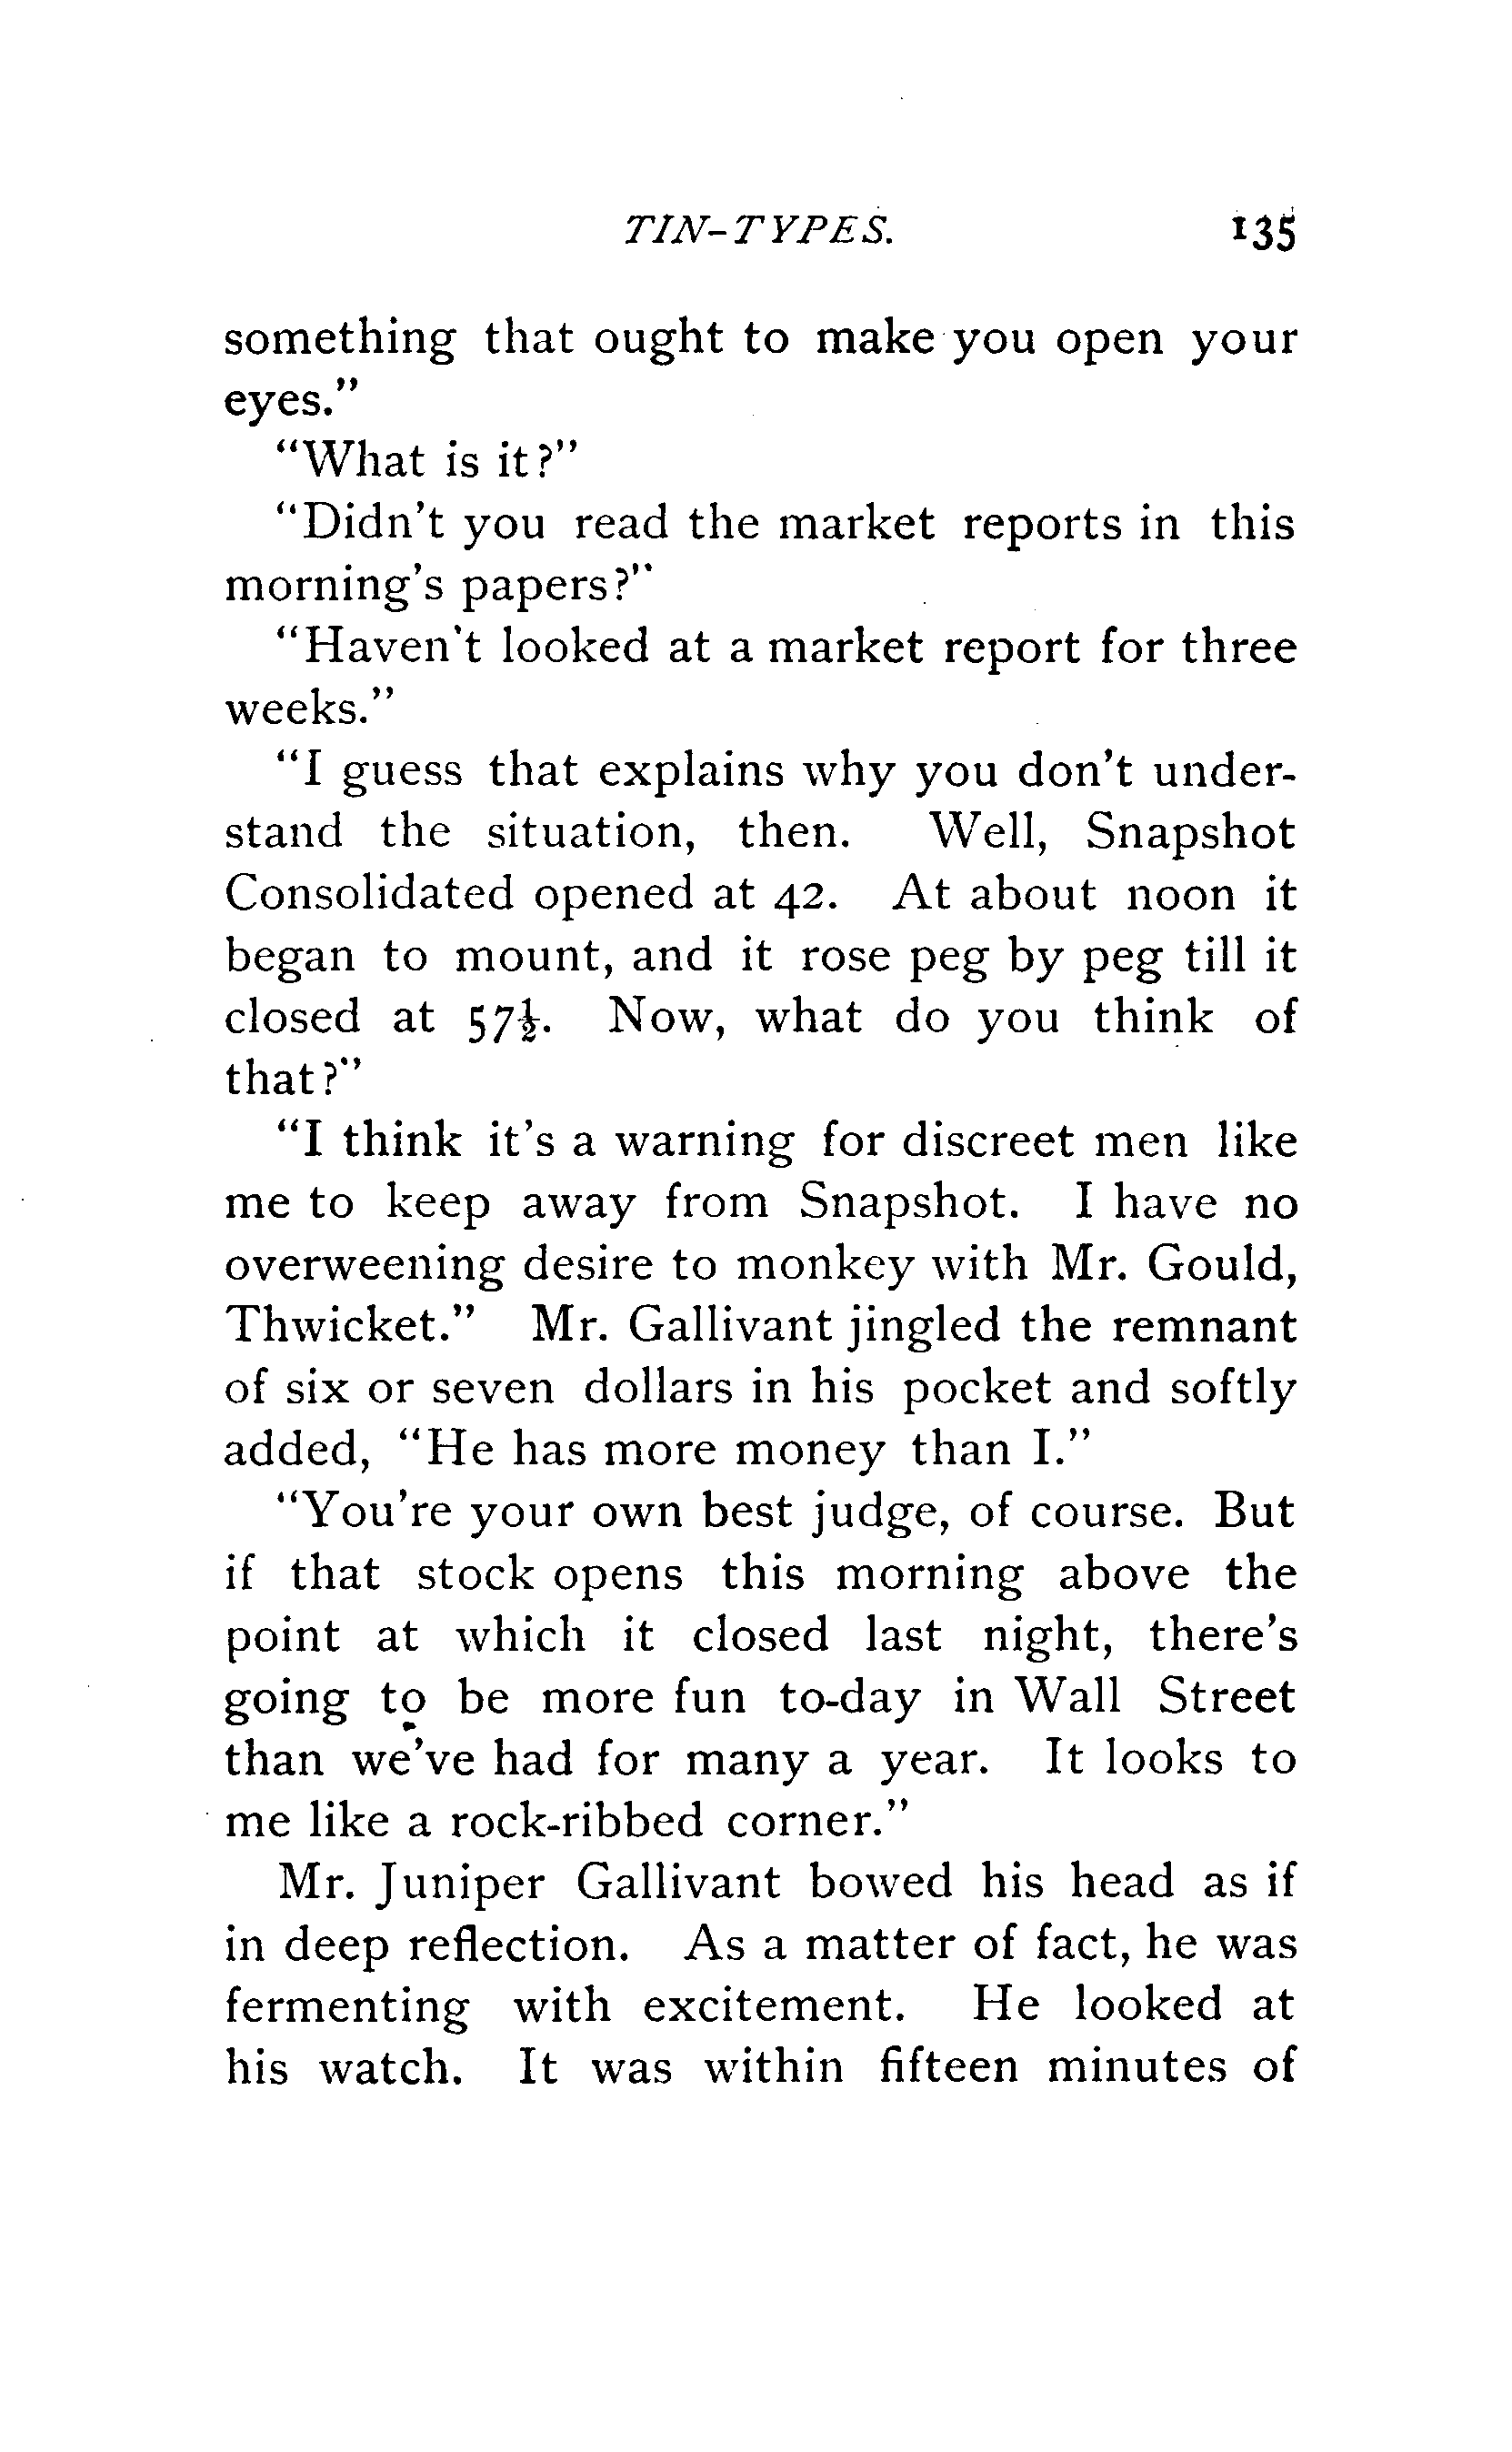 TIN-TYPES. 135
something that ought to make you open your
eyes."
"What is it?"
"Didn't you read the market reports in this
morning's papers?"
"Haven't looked at a market report for three
weeks."
"I guess that explains why you don't under-
stand the situation, then. Well, Snapshot
Consolidated opened at 42. At about noon it
began to mount, and it rose peg by peg till it
closed at 57½. Now, what do you think of
that?"
"I think it's a warning for discreet men like
me to keep away from Snapshot. I have no
overweening desire to monkey with Mr. Gould,
Thwicket." Mr. Gallivant jingled the remnant
of six or seven dollars in his pocket and softly
added, "He has more money than I."
"You're your own best judge, of course. But
if that stock opens this morning above the
point at which it closed last night, there's
going to be more fun to-day in Wall Street
than we've had for many a year. It looks to
me like a rock-ribbed corner."
Mr. Juniper Gallivant bowed his head as if
in deep reflection. As a matter of fact, he was
fermenting with excitement. He looked at
his watch. It was within fifteen minutes of